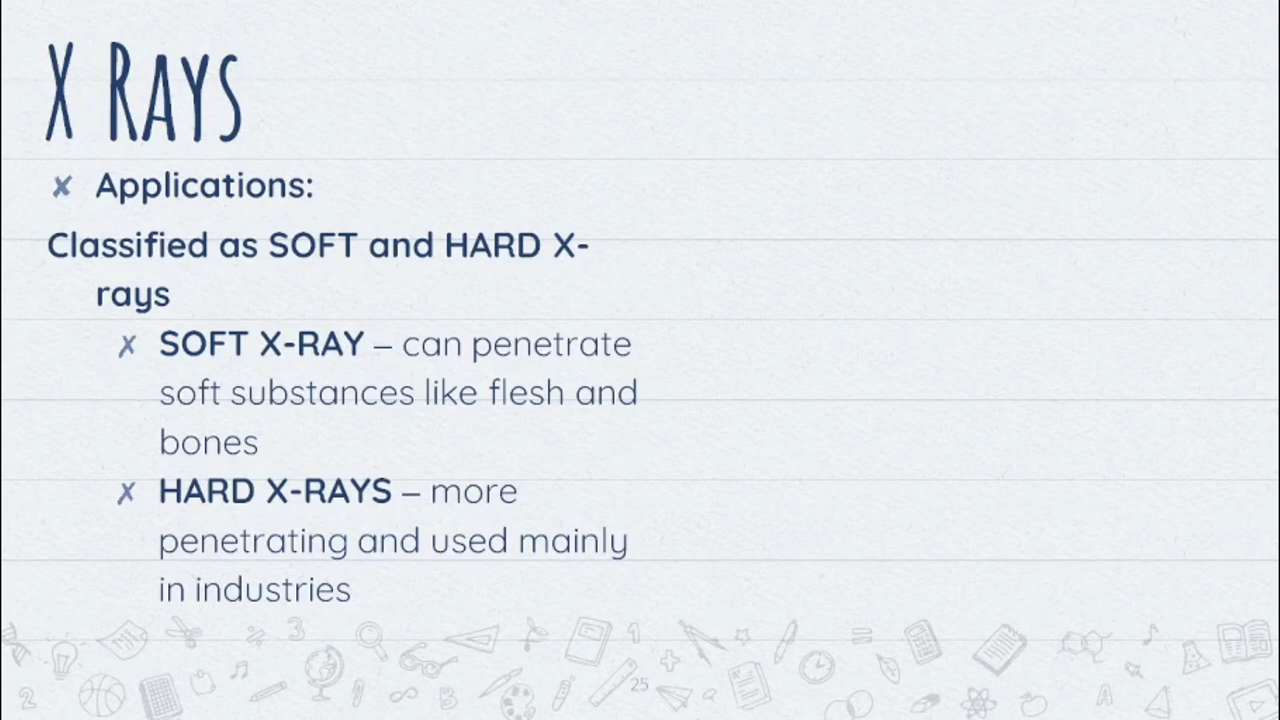 X RAYS
✘ Applications:
Classified as SOFT and HARD X-
rays
✗ SOFT X-RAY – can penetrate
soft substances like flesh and
bones
✗ HARD X-RAYS – more
penetrating and used mainly
in industries
25